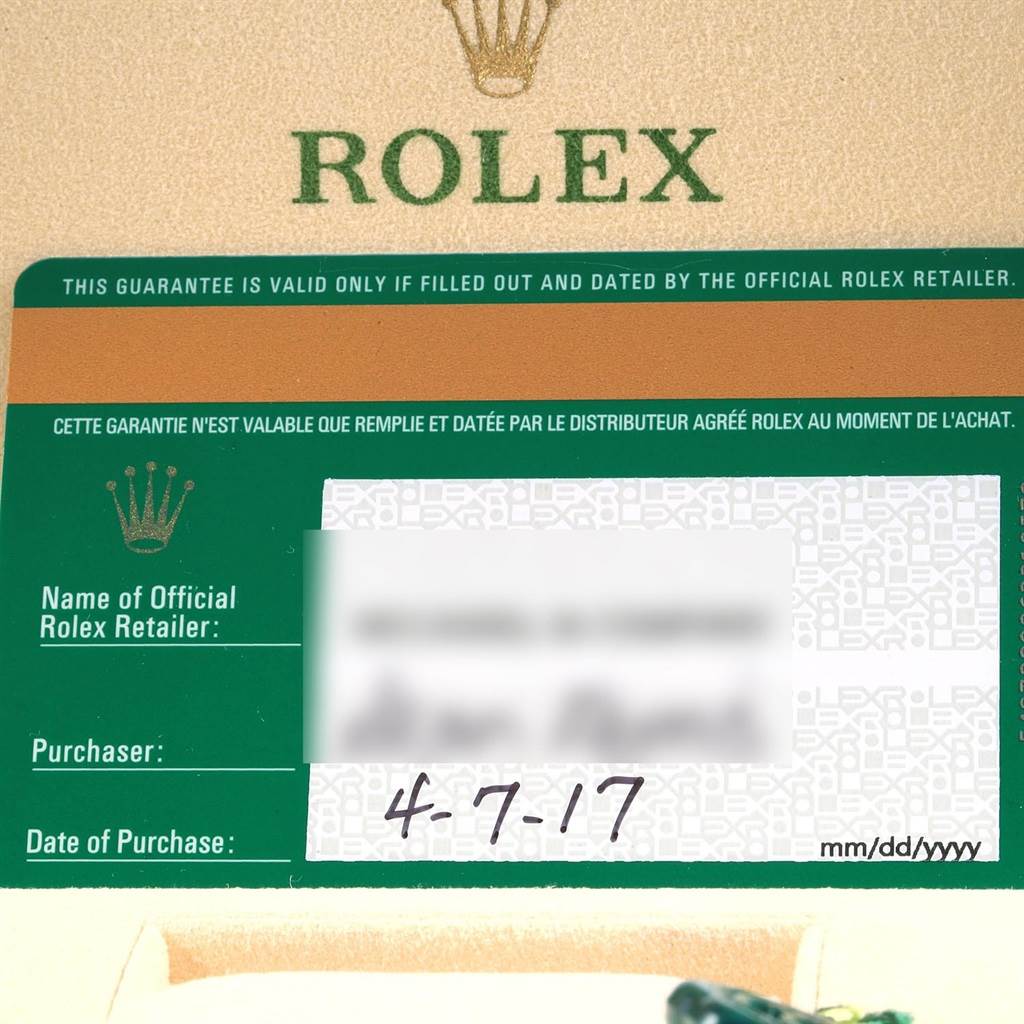 ROLEX
THIS GUARANTEE IS VALID ONLY IF FILLED OUT AND DATED BY THE OFFICIAL ROLEX RETAILER.
CETTE GARANTIE N'EST VALABLE QUE REMPLIE ET DATÉE PAR LE DISTRIBUTEUR AGRÉÉ ROLEX AU MOMENT DE L'ACHAT.
Name of Official
Rolex Retailer:
Purchaser:
Date of Purchase:
4-7-17
mm/dd/yyyy